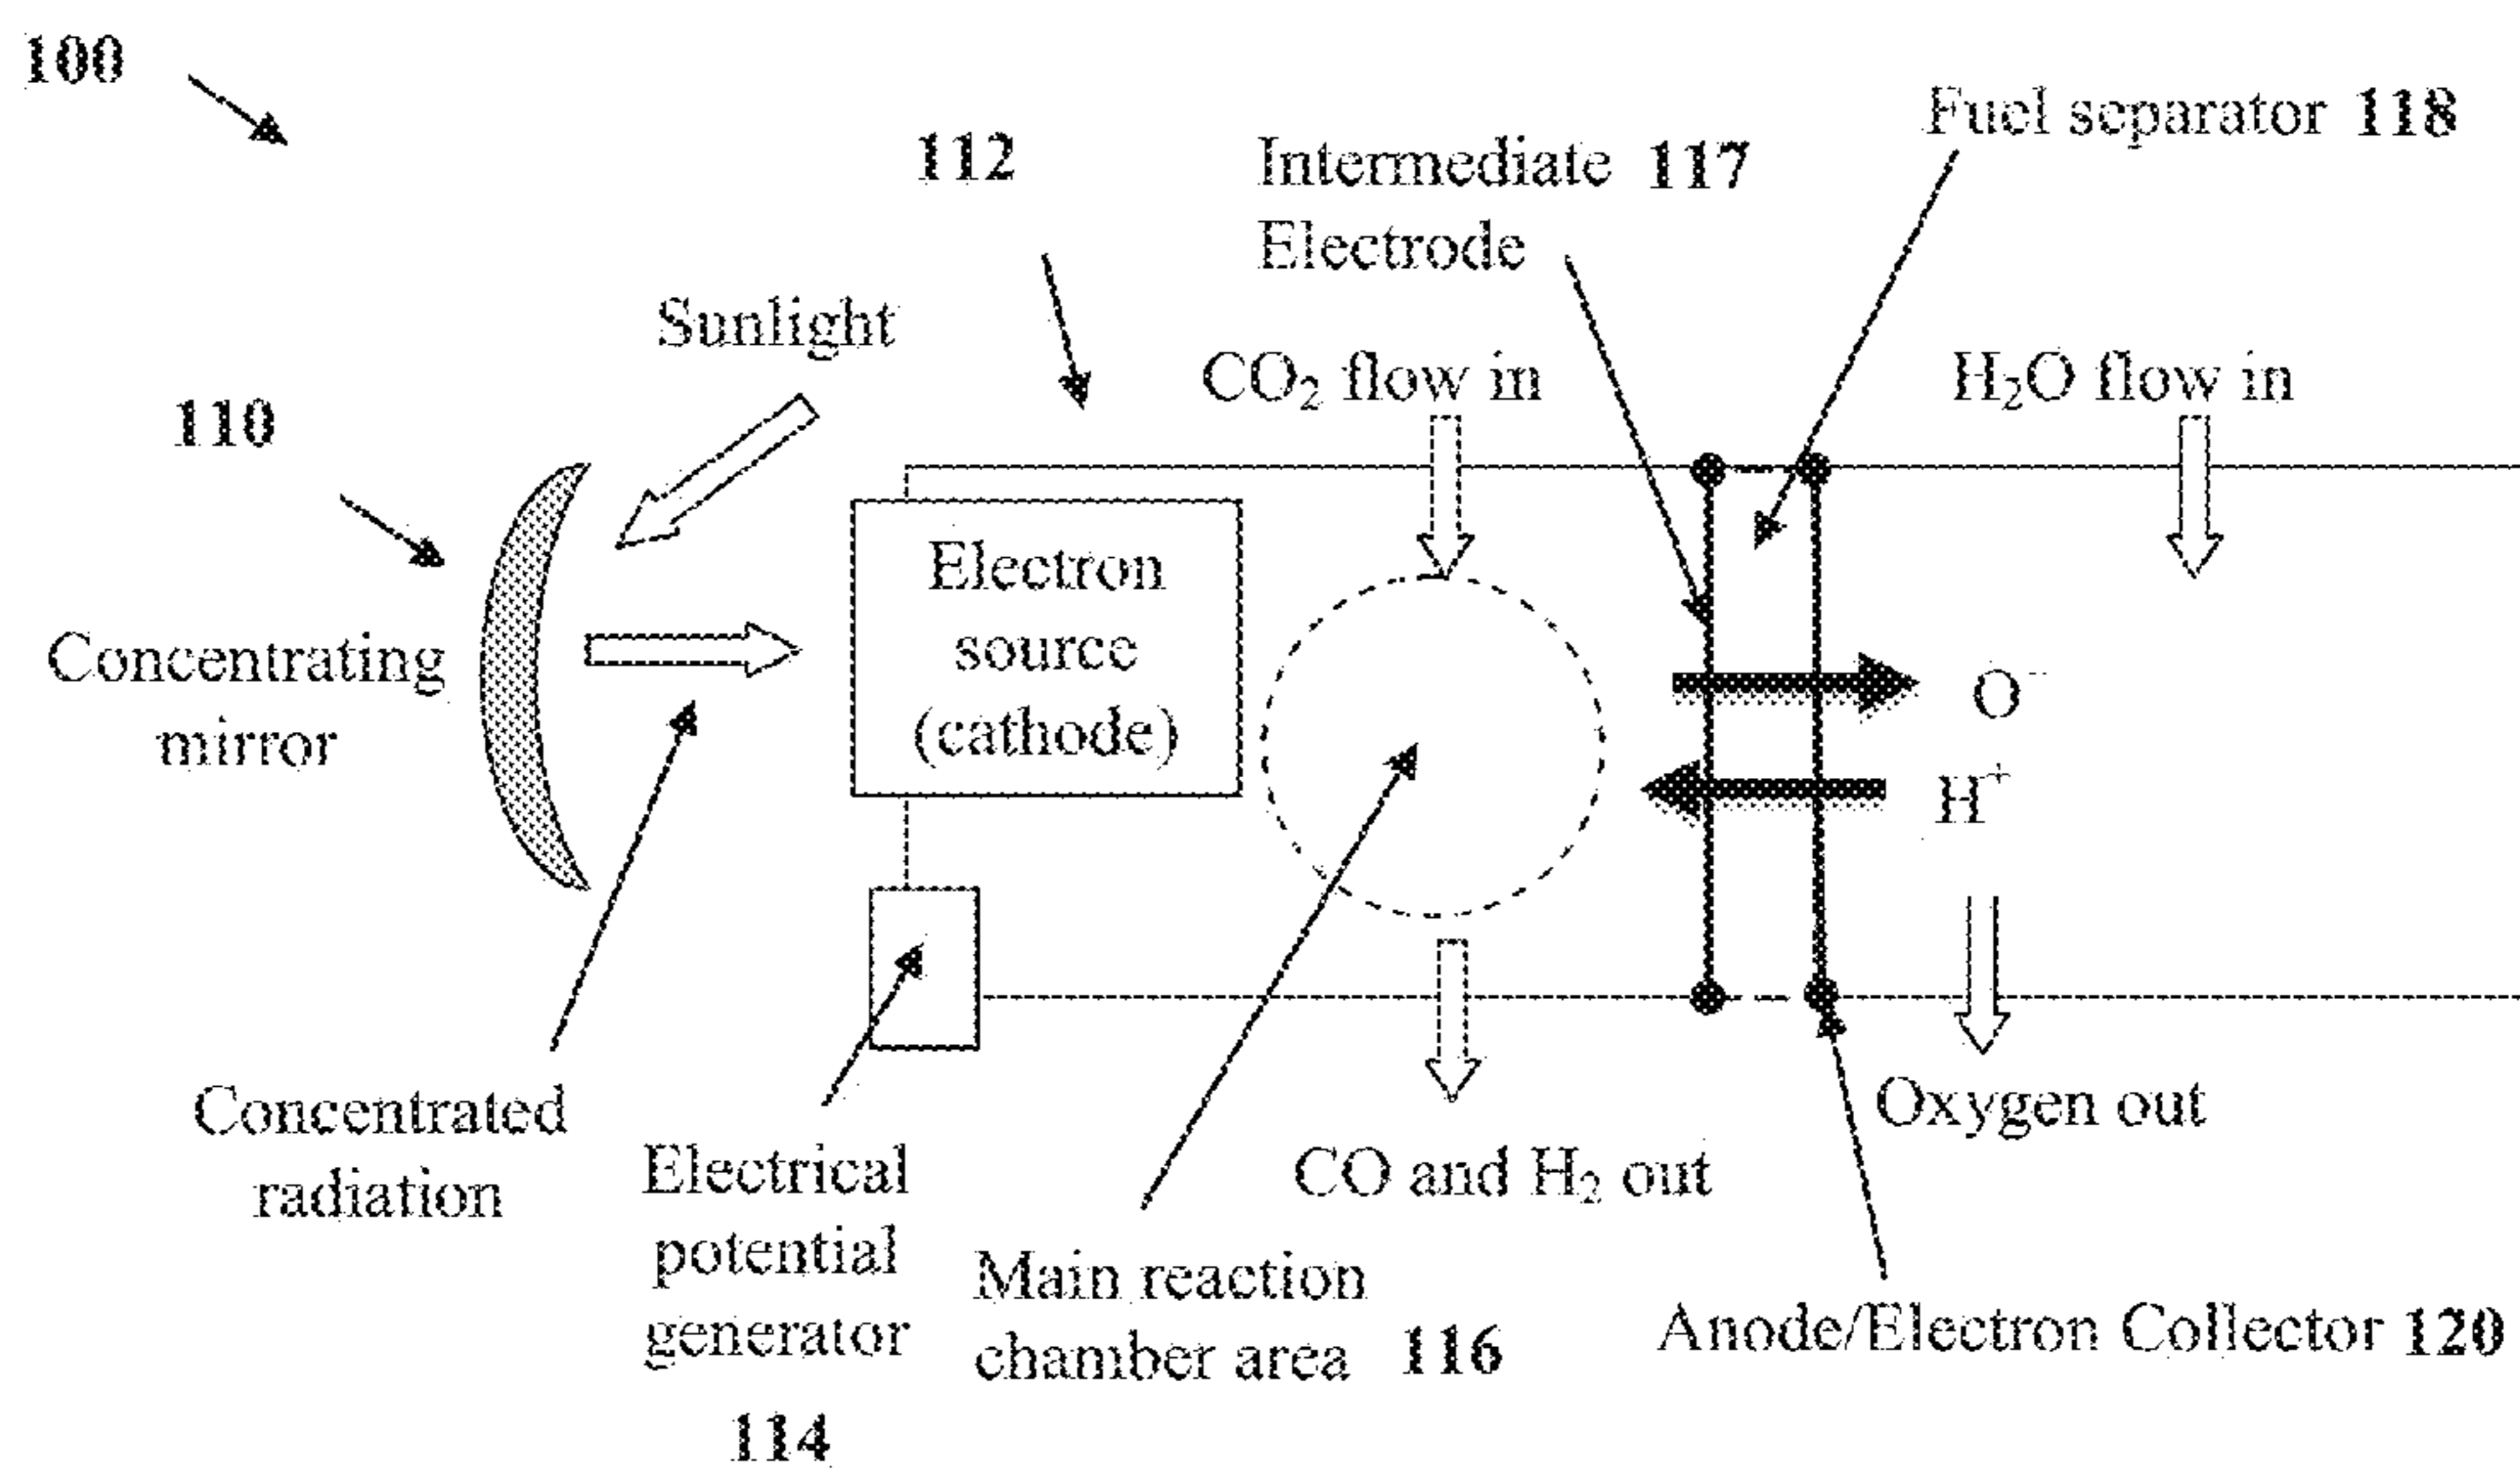 100
Fuel separator 118
112
Intermediate 117
Electrode
Sunlight
CO₂ flow in
H₂O flow in
110
Electron
source
(cathode)
Concentrating
mirror
O⁻
H⁺
Concentrated
radiation
Electrical
potential
generator
114
Main reaction
chamber area 116
CO and H₂ out
Oxygen out
Anode/Electron Collector 120